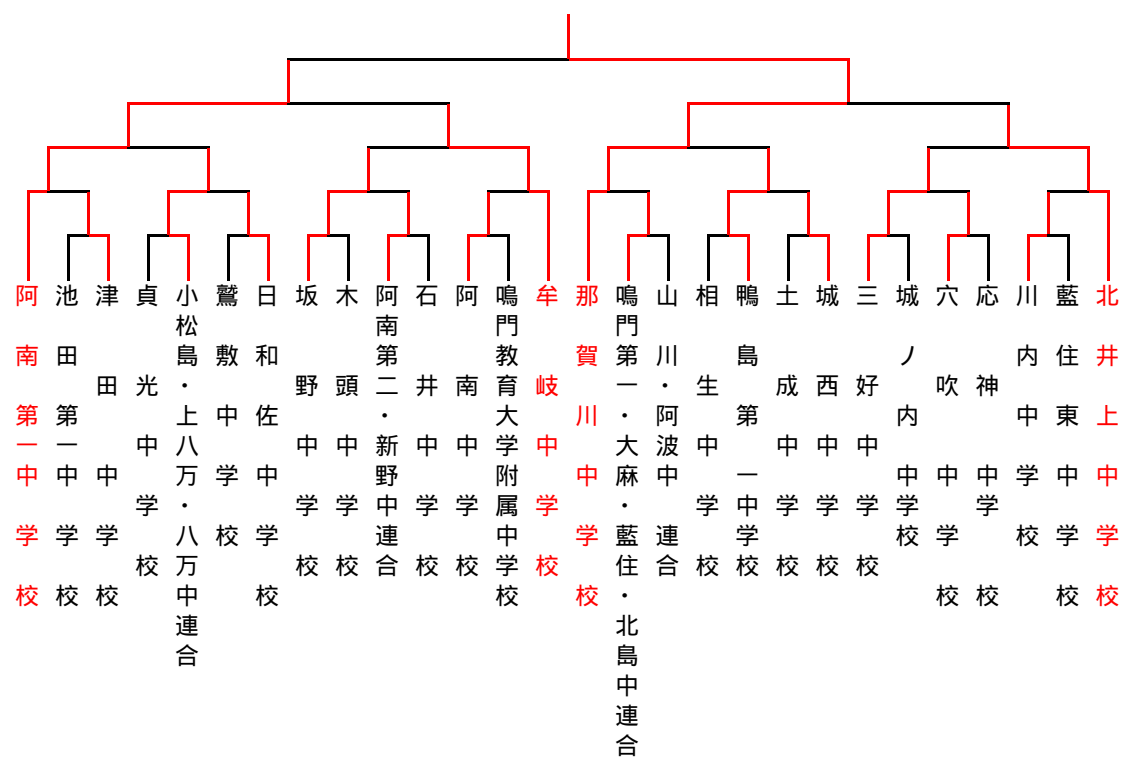 阿南第一中学校
池田第一中学校
津田中学校
貞光中学校
小松島・上八万・八万中連合
鷲敷中学校
日和佐中学校
坂野中学校
木頭中学校
阿南第二・新野中連合
石井中学校
阿南中学校
鳴門教育大学附属中学校
牟岐中学校
那賀川中学校
鳴門第一・大麻・藍住・北島中連合
山川・阿波中連合
相生中学校
鴨島第一中学校
土成中学校
城西中学校
三好中学校
城ノ内中学校
穴吹中学校
応神中学校
川内中学校
藍住東中学校
北井上中学校